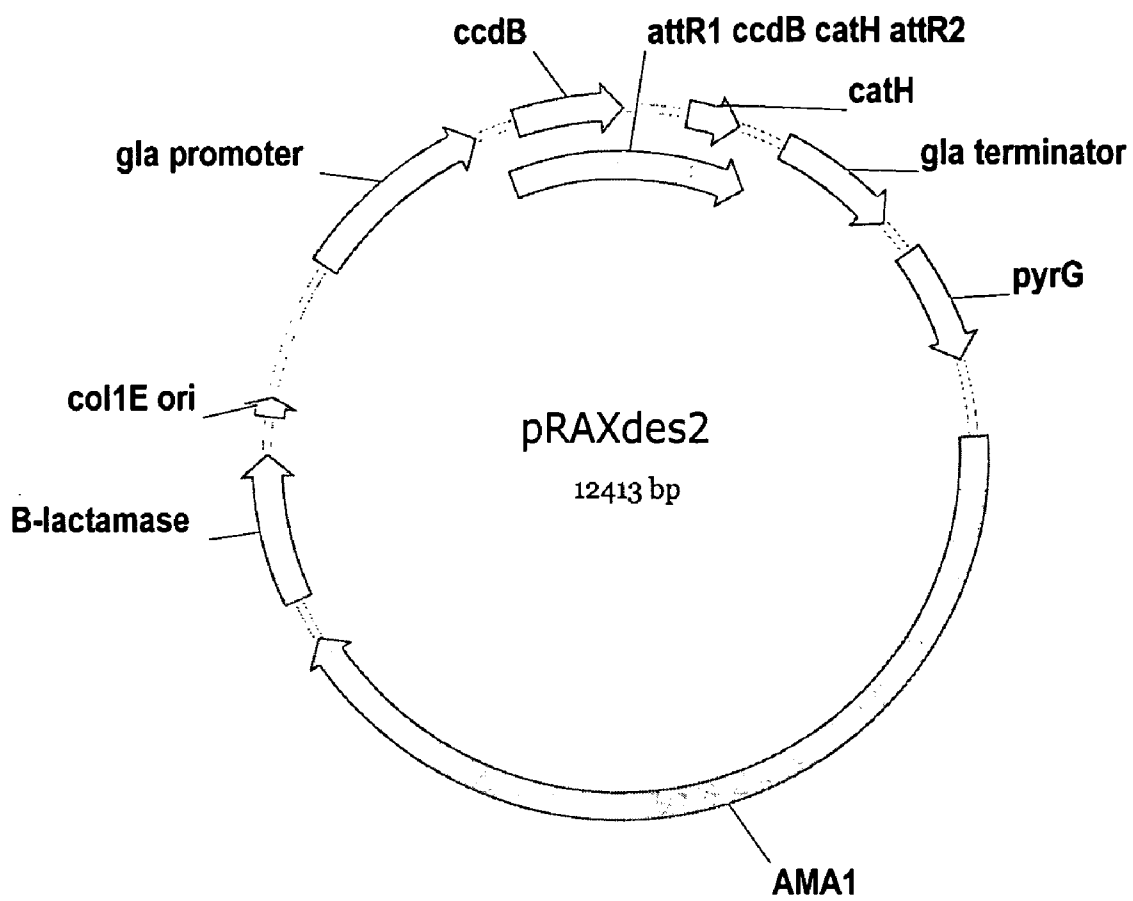 ccdB
attR1 ccdB catH attR2
catH
gla promoter
gla terminator
pyrG
col1E ori
pRAXdes2
12413 bp
B-lactamase
AMA1